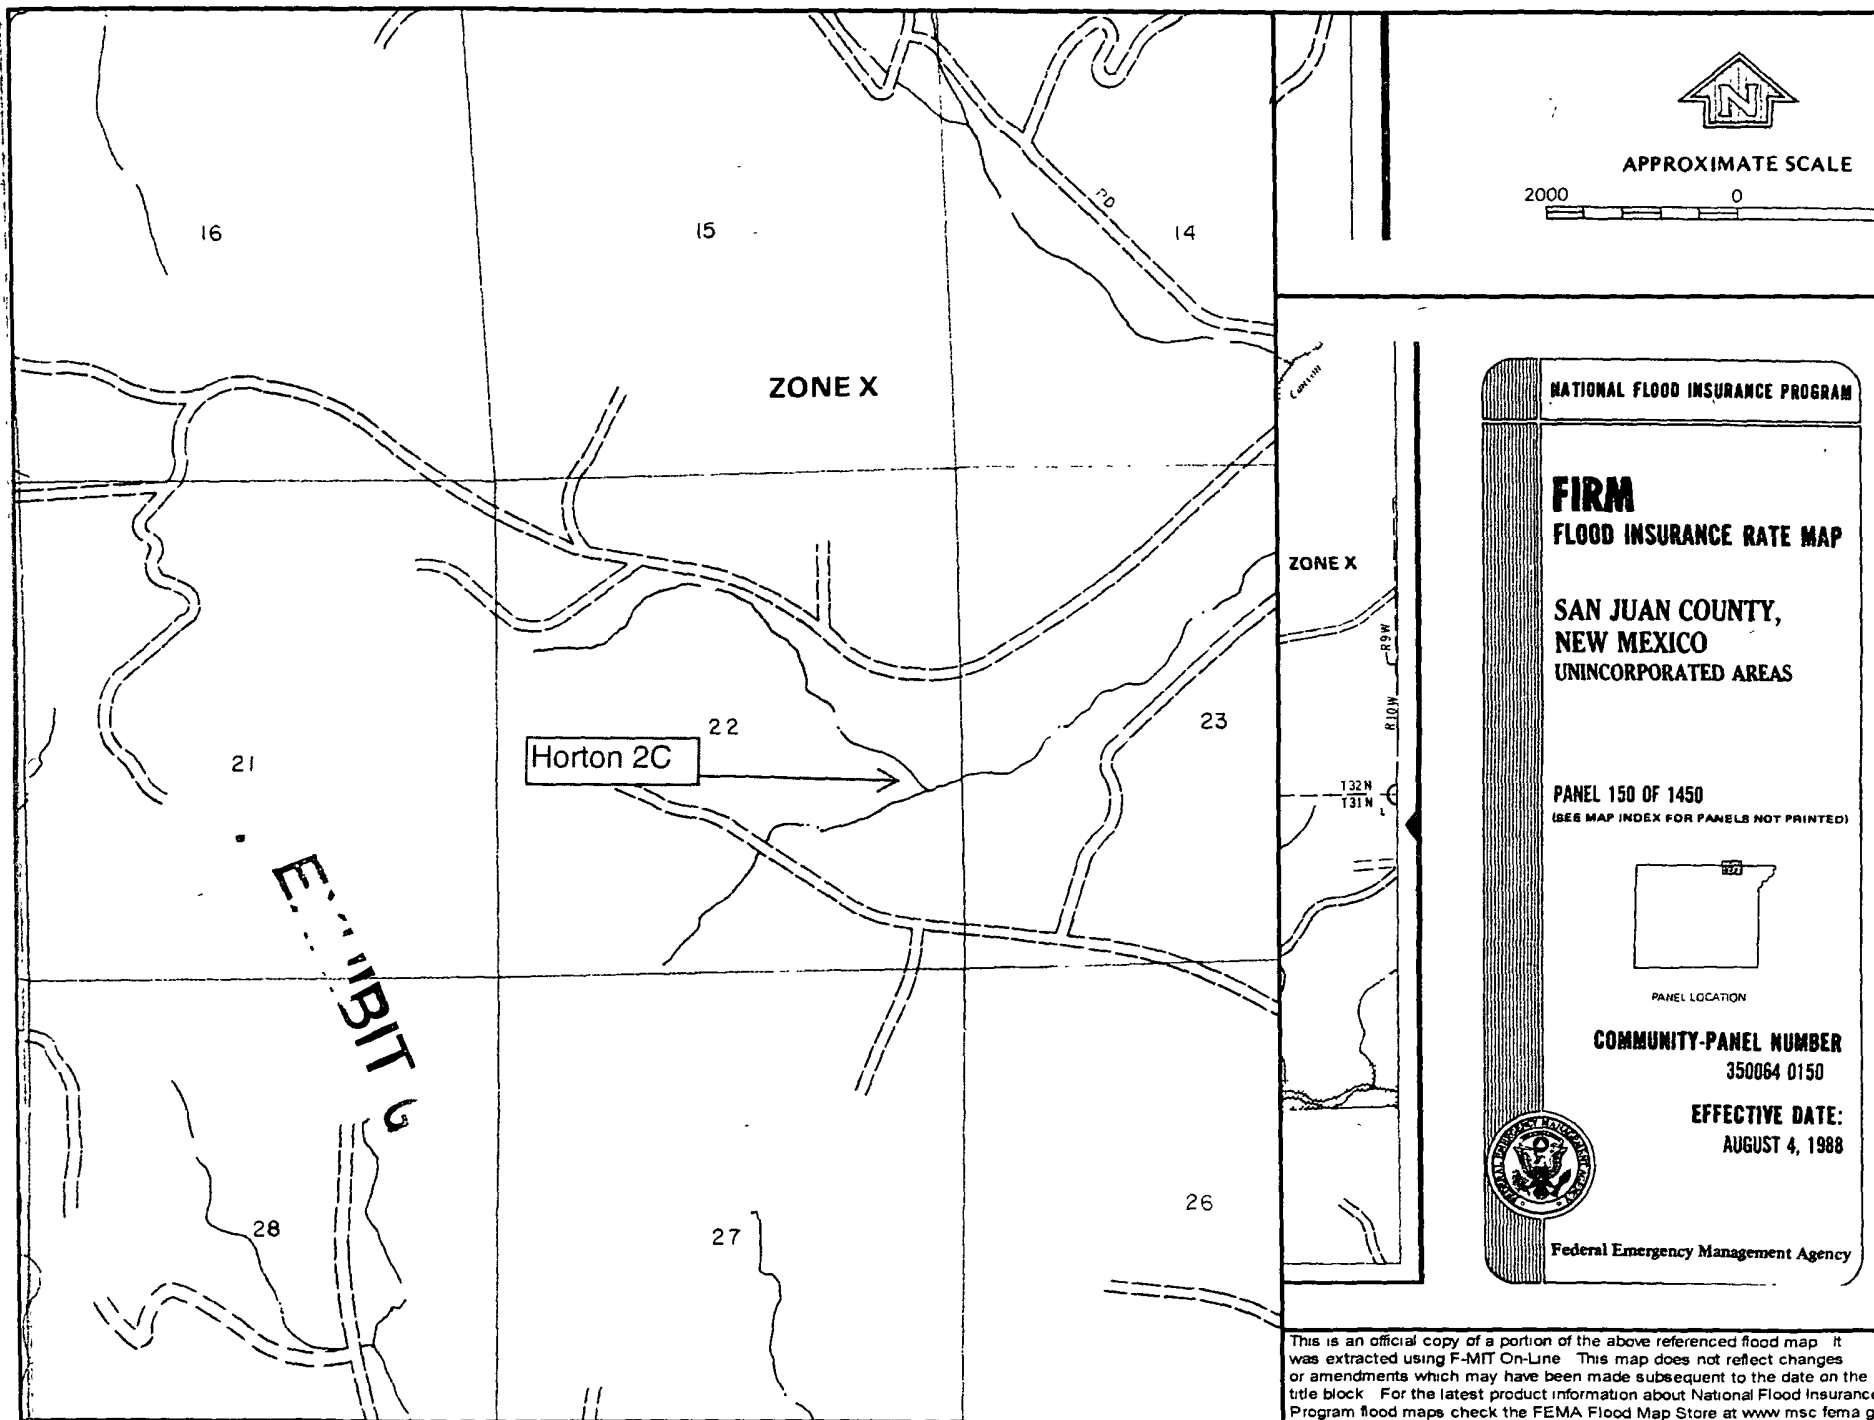 APPROXIMATE SCALE
2000 0
RD
16 15 14
ZONE X
NATIONAL FLOOD INSURANCE PROGRAM
FIRM
FLOOD INSURANCE RATE MAP
SAN JUAN COUNTY,
NEW MEXICO
UNINCORPORATED AREAS
ZONE X
R9W
R10W
22
23
21
Horton 2C
T32N
T31N
PANEL 150 OF 1450
(SEE MAP INDEX FOR PANELS NOT PRINTED)
PANEL LOCATION
COMMUNITY-PANEL NUMBER
350064 0150
EFFECTIVE DATE:
AUGUST 4, 1988
FEDERAL EMERGENCY MANAGEMENT AGENCY
Federal Emergency Management Agency
28
27
26
N
This is an official copy of a portion of the above referenced flood map It
was extracted using F-MIT On-Line This map does not reflect changes
or amendments which may have been made subsequent to the date on the
title block For the latest product information about National Flood Insurance
Program flood maps check the FEMA Flood Map Store at www msc fema g